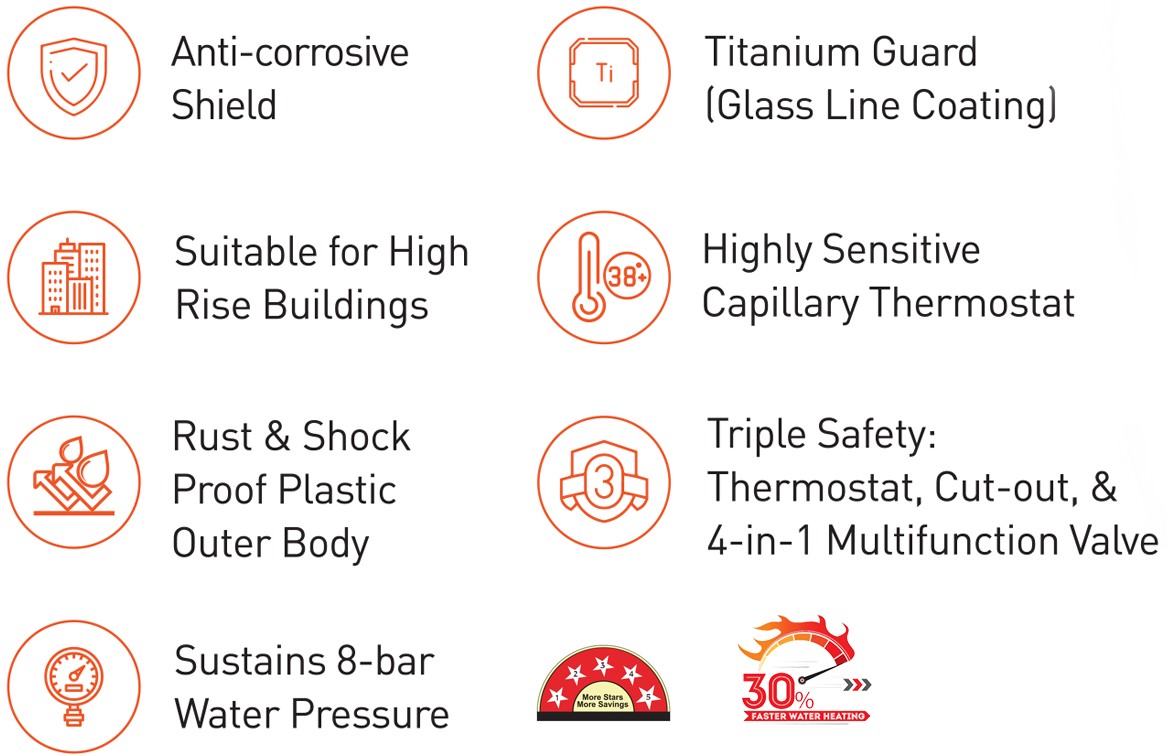 Anti-corrosive
Shield
Ti
Titanium Guard
(Glass Line Coating)
Suitable for High
Rise Buildings
38°+
Highly Sensitive
Capillary Thermostat
Rust & Shock
Proof Plastic
Outer Body
3
Triple Safety:
Thermostat, Cut-out, &
4-in-1 Multifunction Valve
Sustains 8-bar
Water Pressure
1 2 3 4 5
More Stars
More Savings
30%
FASTER WATER HEATING